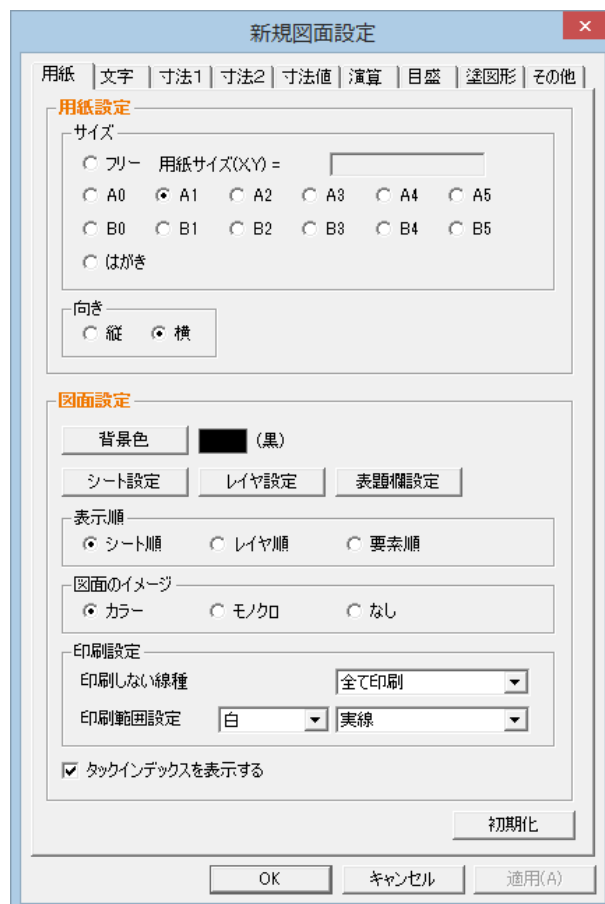 新規図面設定
用紙 文字 寸法1 寸法2 寸法値 演算 目盛 塗図形 その他
用紙設定
サイズ
フリー 用紙サイズ(X,Y) =
A0 A1 A2 A3 A4 A5
B0 B1 B2 B3 B4 B5
はがき
向き
縦 横
図面設定
背景色 (黒)
シート設定 レイヤ設定 表題欄設定
表示順
シート順 レイヤ順 要素順
図面のイメージ
カラー モノクロ なし
印刷設定
印刷しない線種 全て印刷
印刷範囲設定 白 実線
タックインデックスを表示する
初期化
OK キャンセル 適用(A)